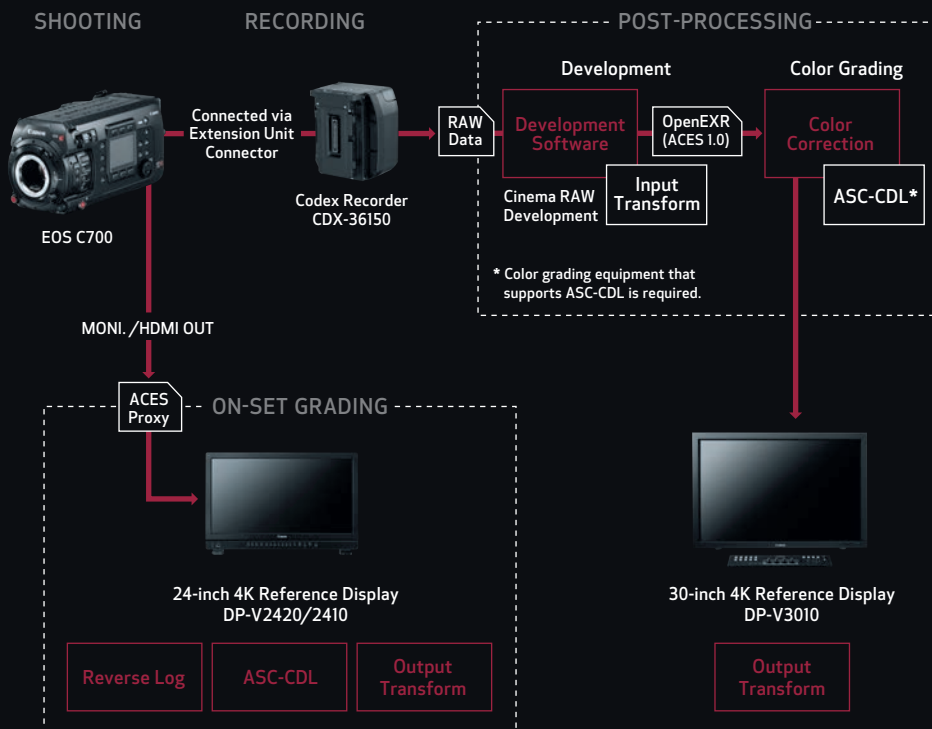 SHOOTING
RECORDING
POST-PROCESSING
Development
Color Grading
Connected via
Extension Unit
Connector
RAW
Data
Development
Software
OpenEXR
(ACES 1.0)
Color
Correction
Cinema RAW
Development
Input
Transform
ASC-CDL*
Codex Recorder
CDX-36150
EOS C700
* Color grading equipment that
supports ASC-CDL is required.
MONI./HDMI OUT
ACES
Proxy
ON-SET GRADING
24-inch 4K Reference Display
DP-V2420/2410
30-inch 4K Reference Display
DP-V3010
Reverse Log
ASC-CDL
Output
Transform
Output
Transform